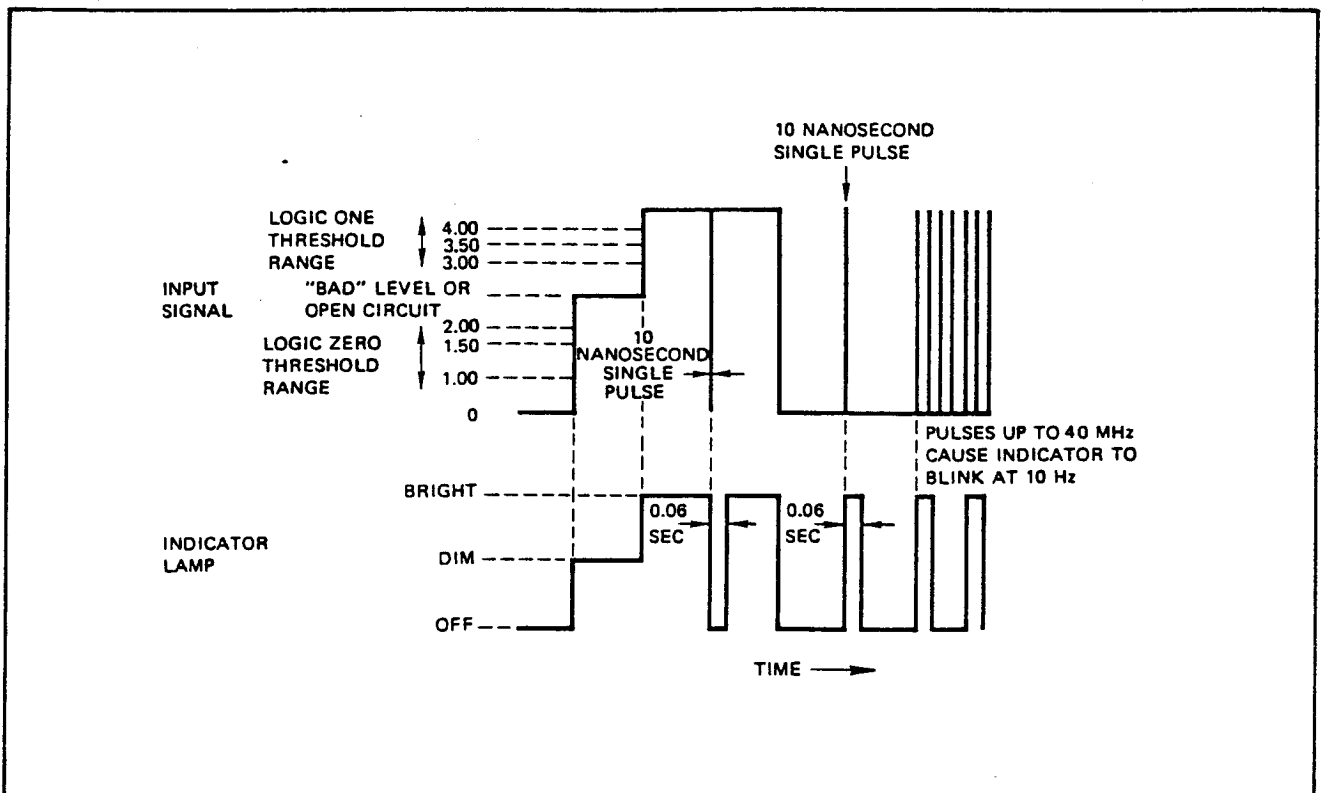 10 NANOSECOND
SINGLE PULSE
LOGIC ONE
THRESHOLD
RANGE
4.00
3.50
3.00
INPUT
SIGNAL
"BAD" LEVEL OR
OPEN CIRCUIT
LOGIC ZERO
THRESHOLD
RANGE
2.00
1.50
1.00
0
10
NANOSECOND
SINGLE
PULSE
PULSES UP TO 40 MHz
CAUSE INDICATOR TO
BLINK AT 10 Hz
INDICATOR
LAMP
BRIGHT
DIM
OFF
0.06
SEC
0.06
SEC
TIME